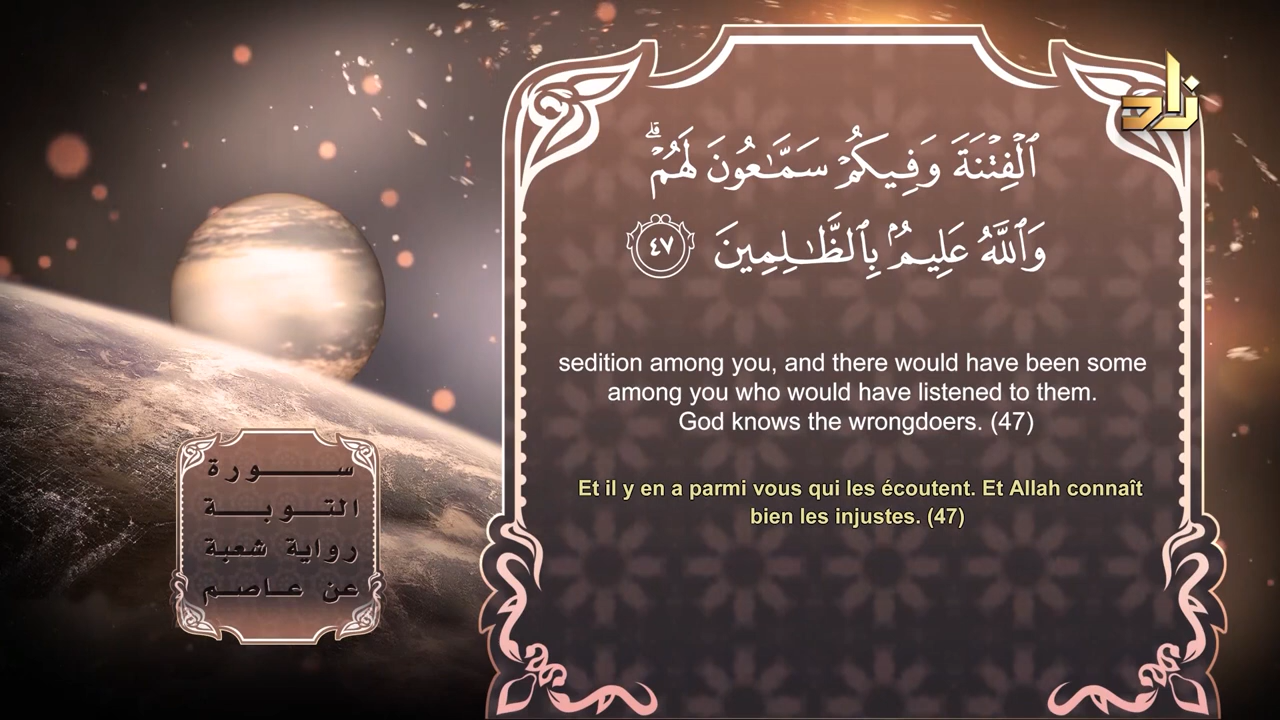 زاد
ٱلۡفِتۡنَةَ وَفِيكُمۡ سَمَّـٰعُونَ لَهُمۡۗ
وَٱللَّهُ عَلِيمُۢ بِٱلظَّـٰلِمِينَ ٤٧
sedition among you, and there would have been some
among you who would have listened to them.
God knows the wrongdoers. (47)
Et il y en a parmi vous qui les écoutent. Et Allah connaît
bien les injustes. (47)
سورة
التوبة
رواية شعبة
عن عاصم